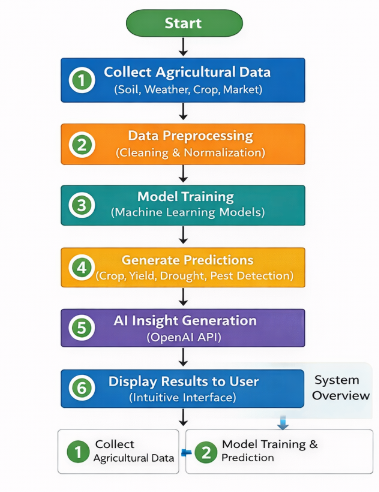 Start
1 Collect Agricultural Data
(Soil, Weather, Crop, Market)
2 Data Preprocessing
(Cleaning & Normalization)
3 Model Training
(Machine Learning Models)
4 Generate Predictions
(Crop, Yield, Drought, Pest Detection)
5 AI Insight Generation
(OpenAI API)
6 Display Results to User
(Intuitive Interface)
System
Overview
1 Collect
Agricultural Data
2 Model Training &
Prediction